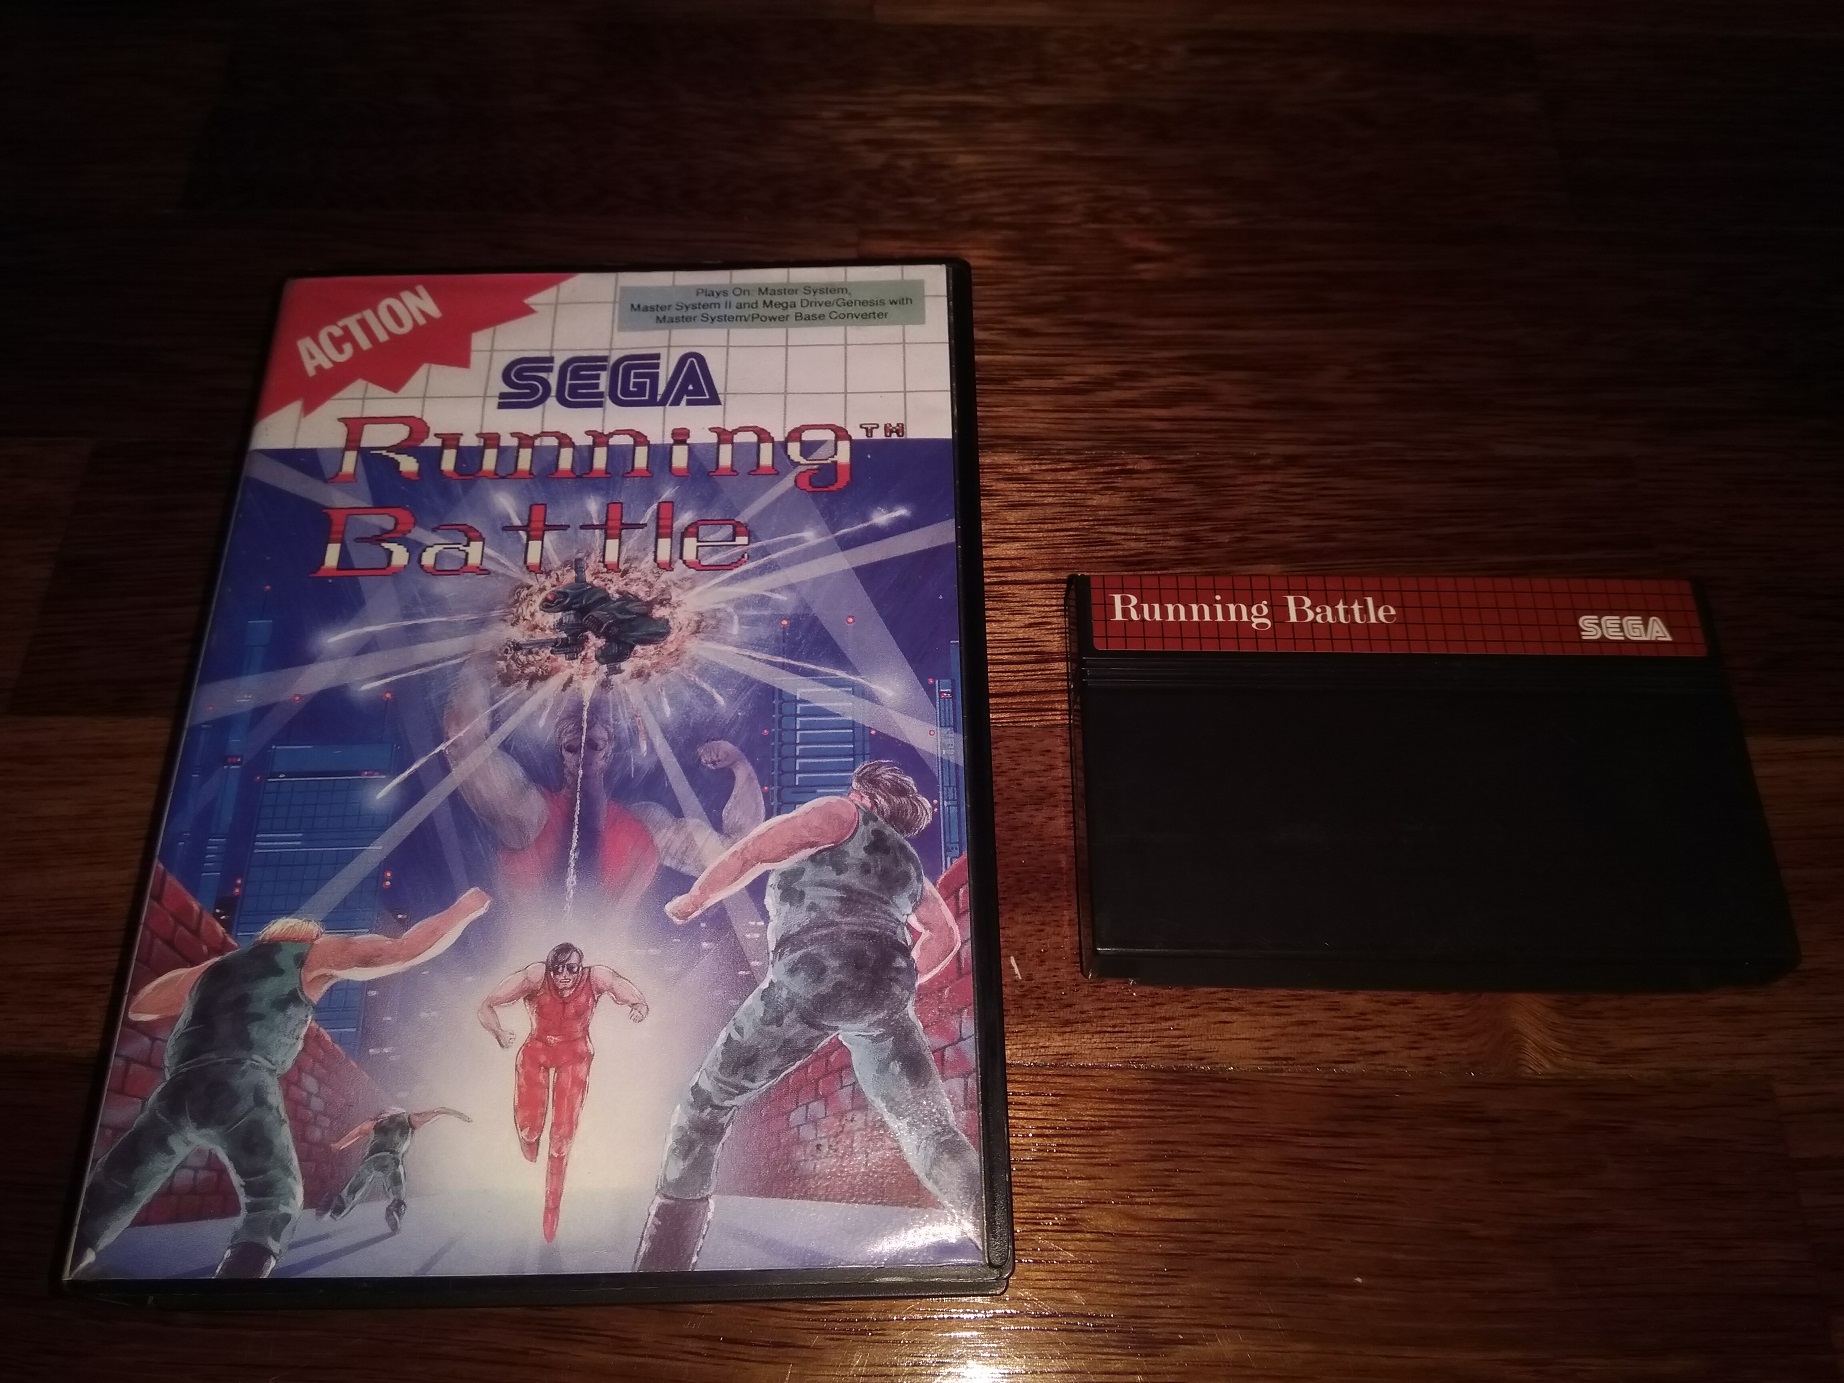 ACTION
Plays On: Master System,
Master System II and Mega Drive/Genesis with
Master System/Power Base Converter
SEGA
Running™
Battle
Running Battle
SEGA